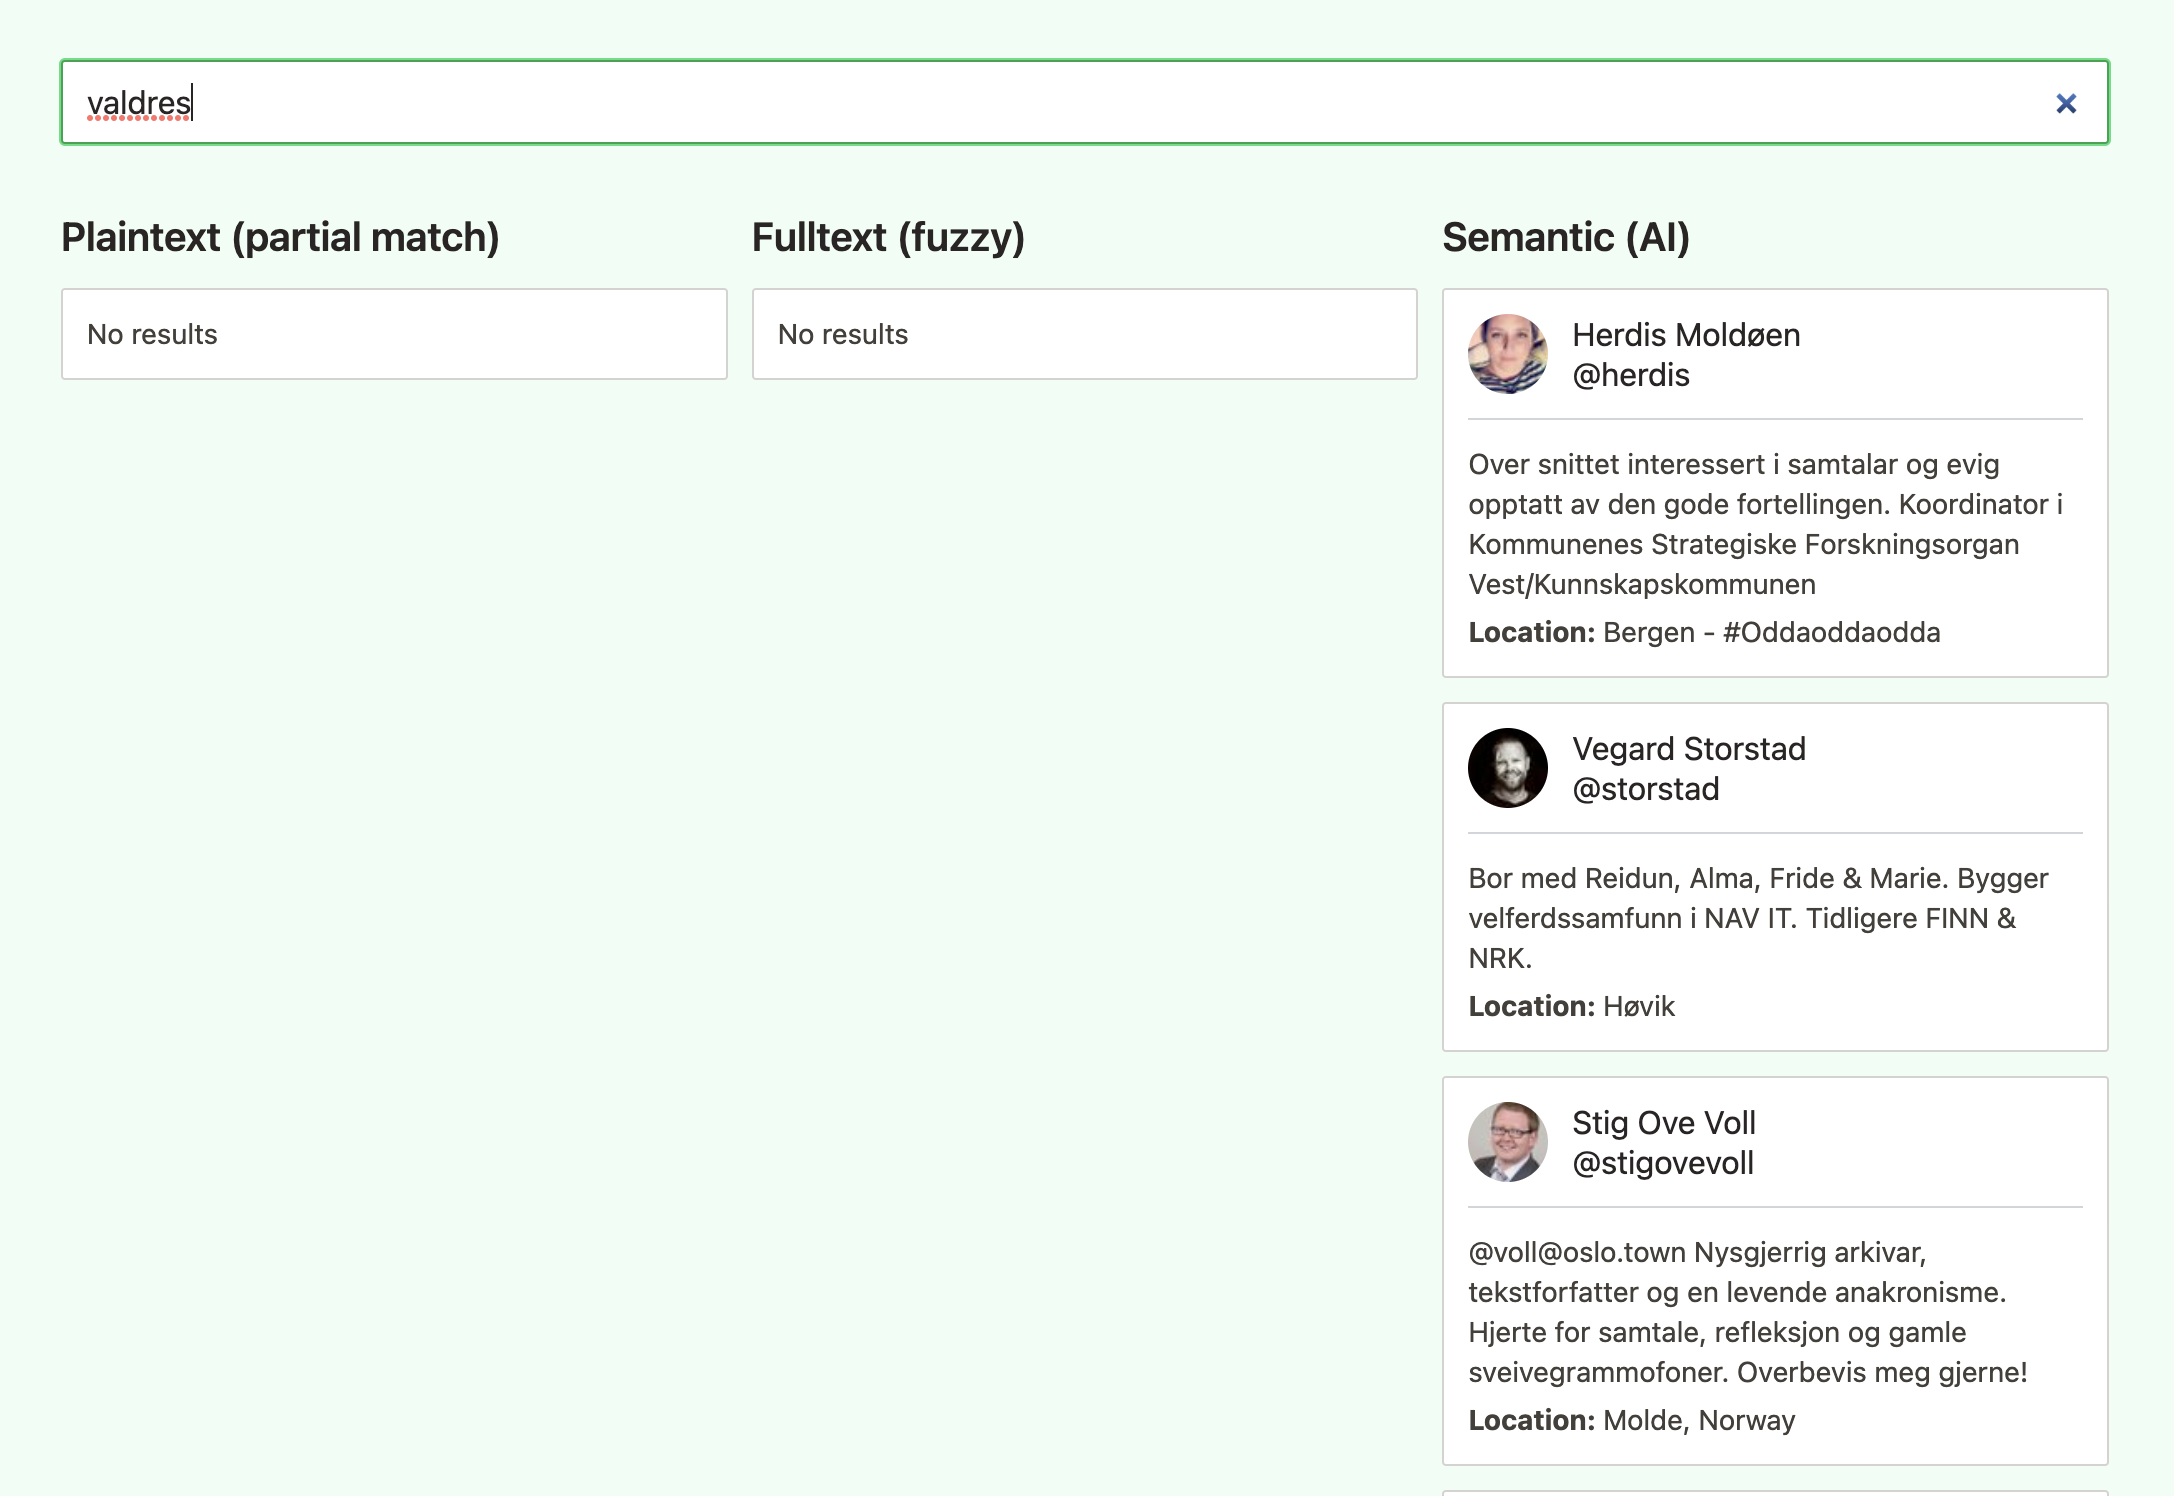 valdres
Plaintext (partial match)
No results
Fulltext (fuzzy)
No results
Semantic (AI)
Herdis Moldøen
@herdis
Over snittet interessert i samtalar og evig
opptatt av den gode fortellingen. Koordinator i
Kommunenes Strategiske Forskningsorgan
Vest/Kunnskapskommunen
Location: Bergen - #Oddaoddaodda
Vegard Storstad
@storstad
Bor med Reidun, Alma, Fride & Marie. Bygger
velferdssamfunn i NAV IT. Tidligere FINN &
NRK.
Location: Høvik
Stig Ove Voll
@stigovevoll
@voll@oslo.town Nysgjerrig arkivar,
tekstforfatter og en levende anakronisme.
Hjerte for samtale, refleksjon og gamle
sveivegrammofoner. Overbevis meg gjerne!
Location: Molde, Norway